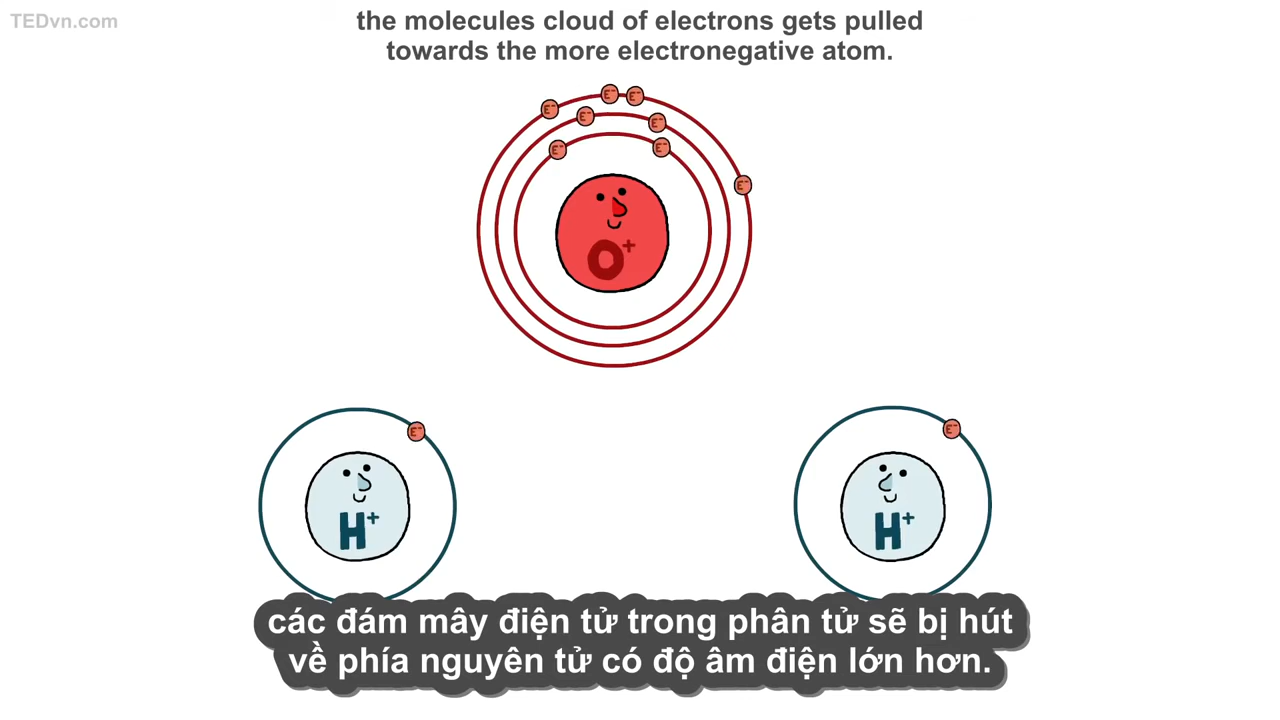 TEDvn.com
the molecules cloud of electrons gets pulled
towards the more electronegative atom.
E⁻ E⁻
E⁻
E⁻ E⁻
E⁻ E⁻
E⁻
O⁺
E⁻ E⁻
H⁺ H⁺
các đám mây điện tử trong phân tử sẽ bị hút
về phía nguyên tử có độ âm điện lớn hơn.